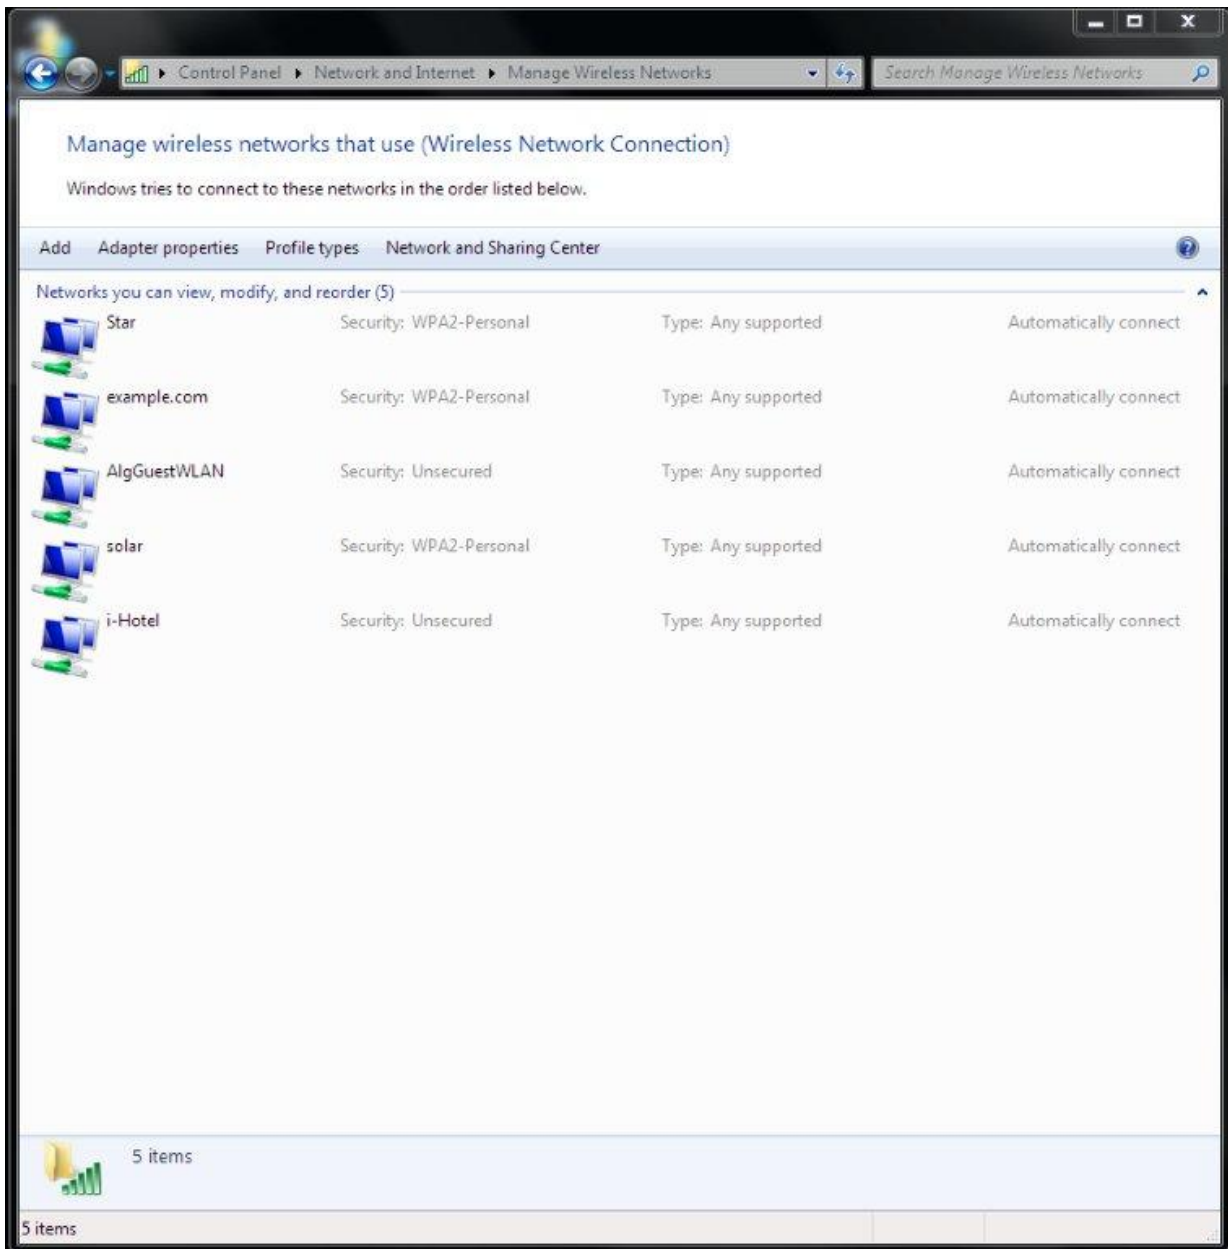 Control Panel Network and Internet Manage Wireless Networks Search Manage Wireless Networks
Manage wireless networks that use (Wireless Network Connection)
Windows tries to connect to these networks in the order listed below.
Add Adapter properties Profile types Network and Sharing Center
Networks you can view, modify, and reorder (5)
Star Security: WPA2-Personal Type: Any supported Automatically connect
example.com Security: WPA2-Personal Type: Any supported Automatically connect
AlgGuestWLAN Security: Unsecured Type: Any supported Automatically connect
solar Security: WPA2-Personal Type: Any supported Automatically connect
i-Hotel Security: Unsecured Type: Any supported Automatically connect
5 items
5 items